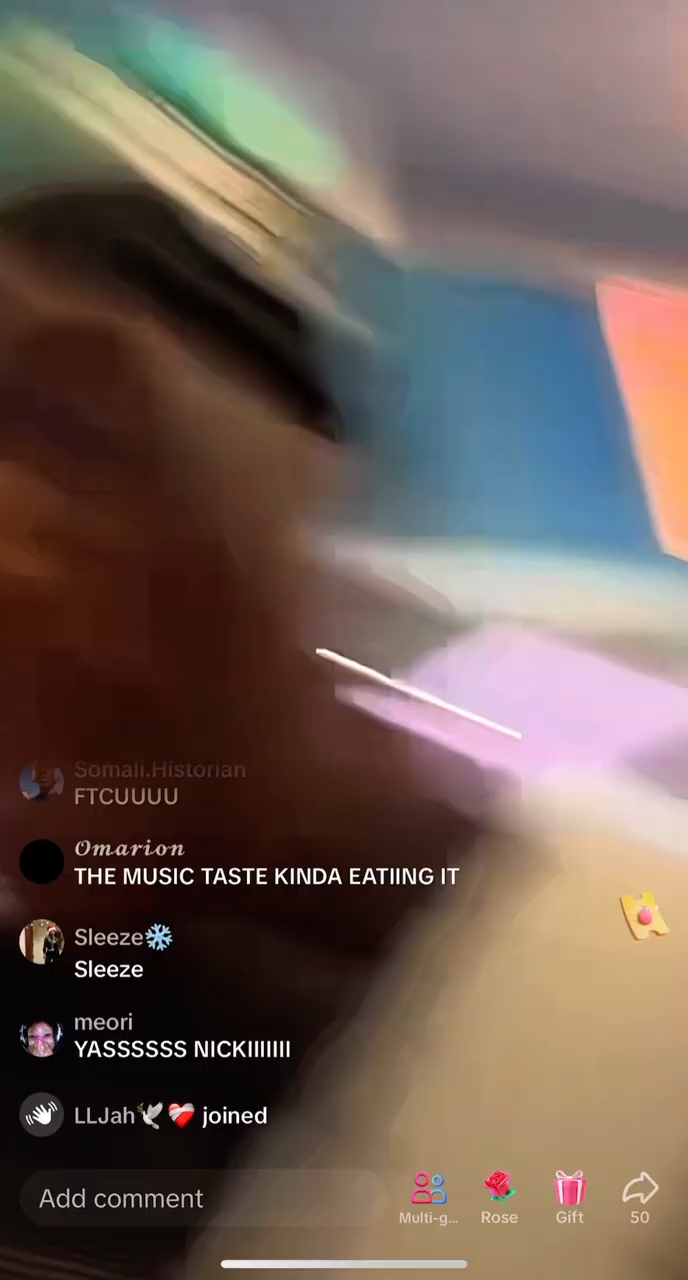 Somali.Historian
FTCUUUU
Omarion
THE MUSIC TASTE KINDA EATIING IT
Sleeze❄️
Sleeze
meori
YASSSSSS NICKIIIIIII
LLJah🕊️❤️‍🩹 joined
Add comment
Multi-g...
Rose
Gift
50